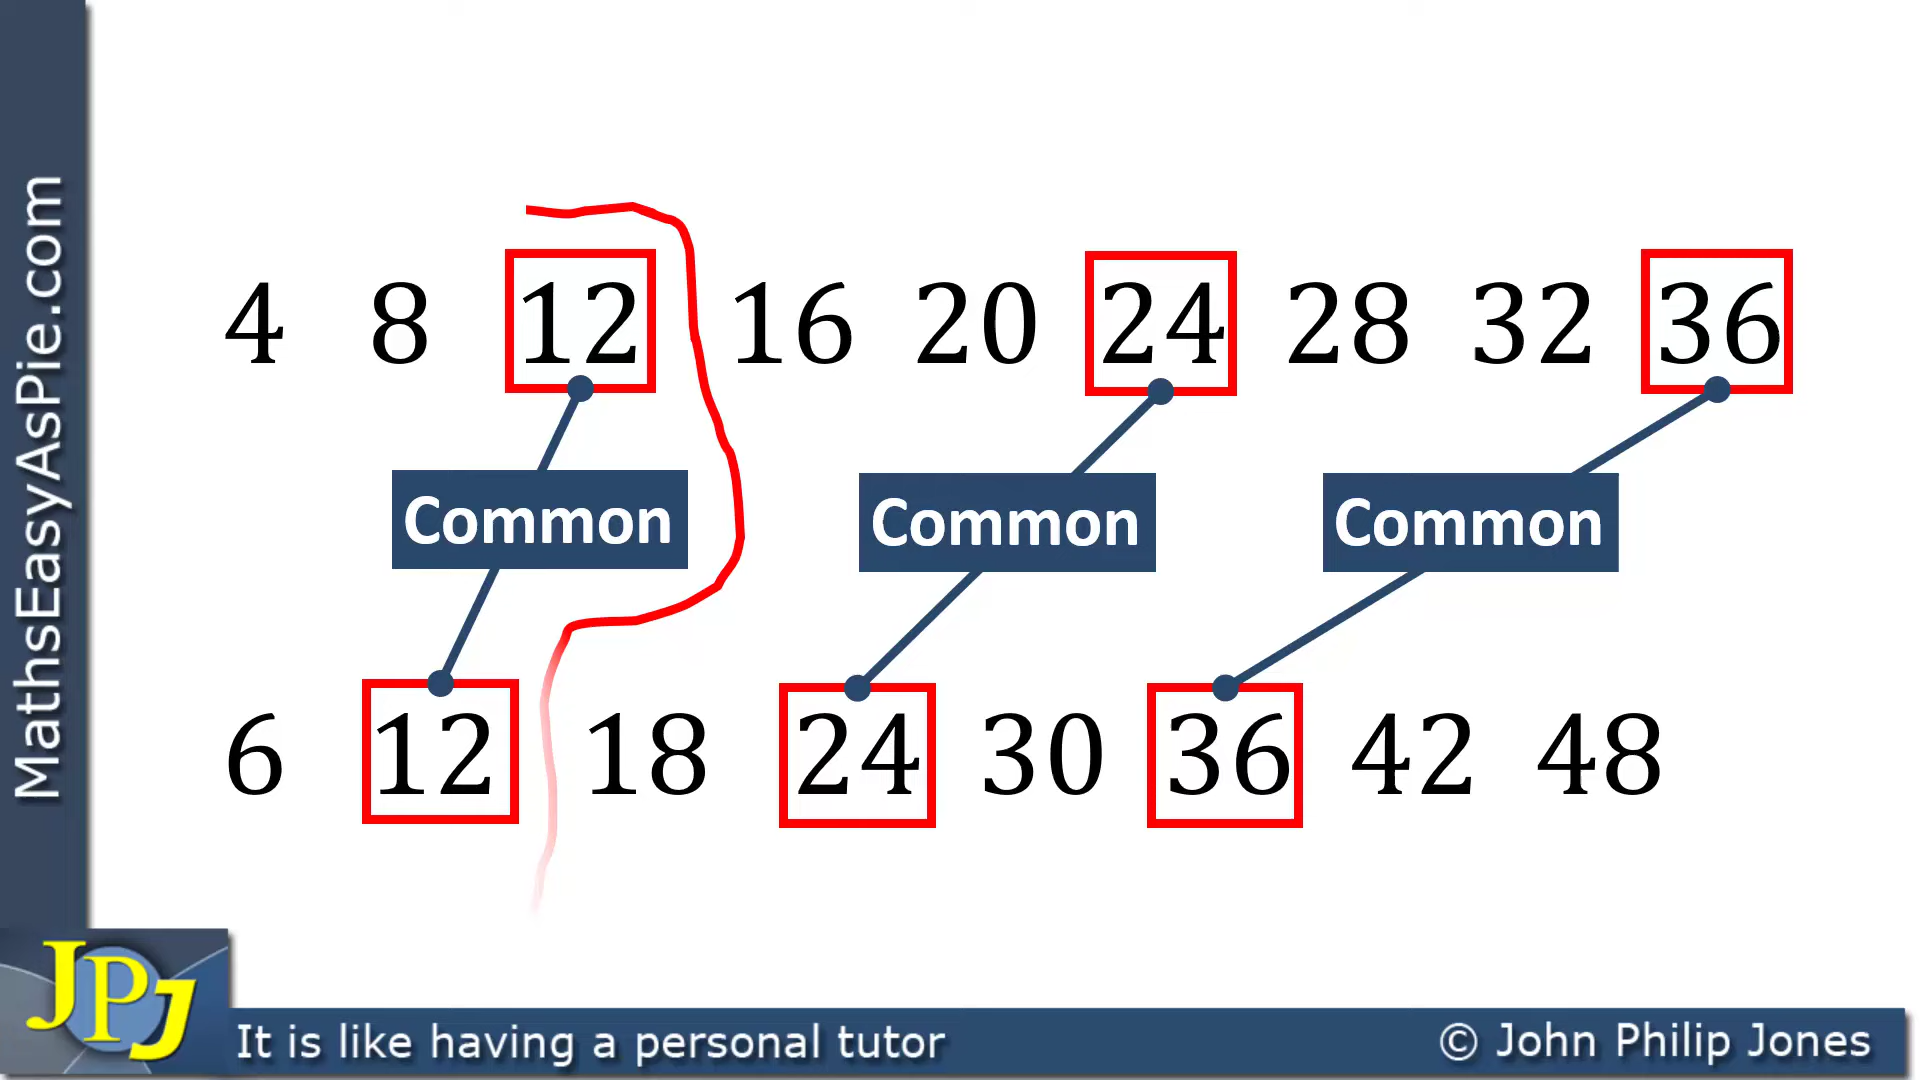 MathsEasyAsPie.com
4 8 12 16 20 24 28 32 36
Common Common Common
6 12 18 24 30 36 42 48
JPJ
It is like having a personal tutor
© John Philip Jones